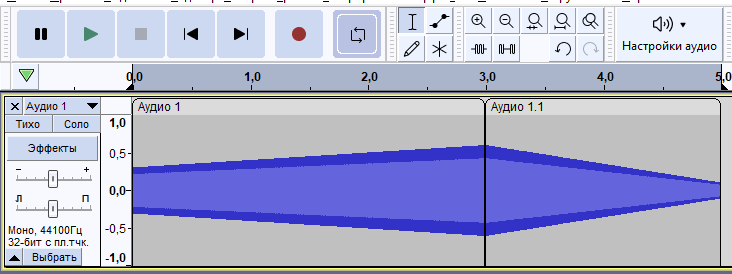 Настройки аудио
0,0 1,0 2,0 3,0 4,0 5,0
Аудио 1
Аудио 1
Аудио 1.1
Тихо Соло
Эффекты
- +
Л П
Моно, 44100Гц
32-бит с пл.тчк.
Выбрать
1,0
0,5
0,0
-0,5
-1,0